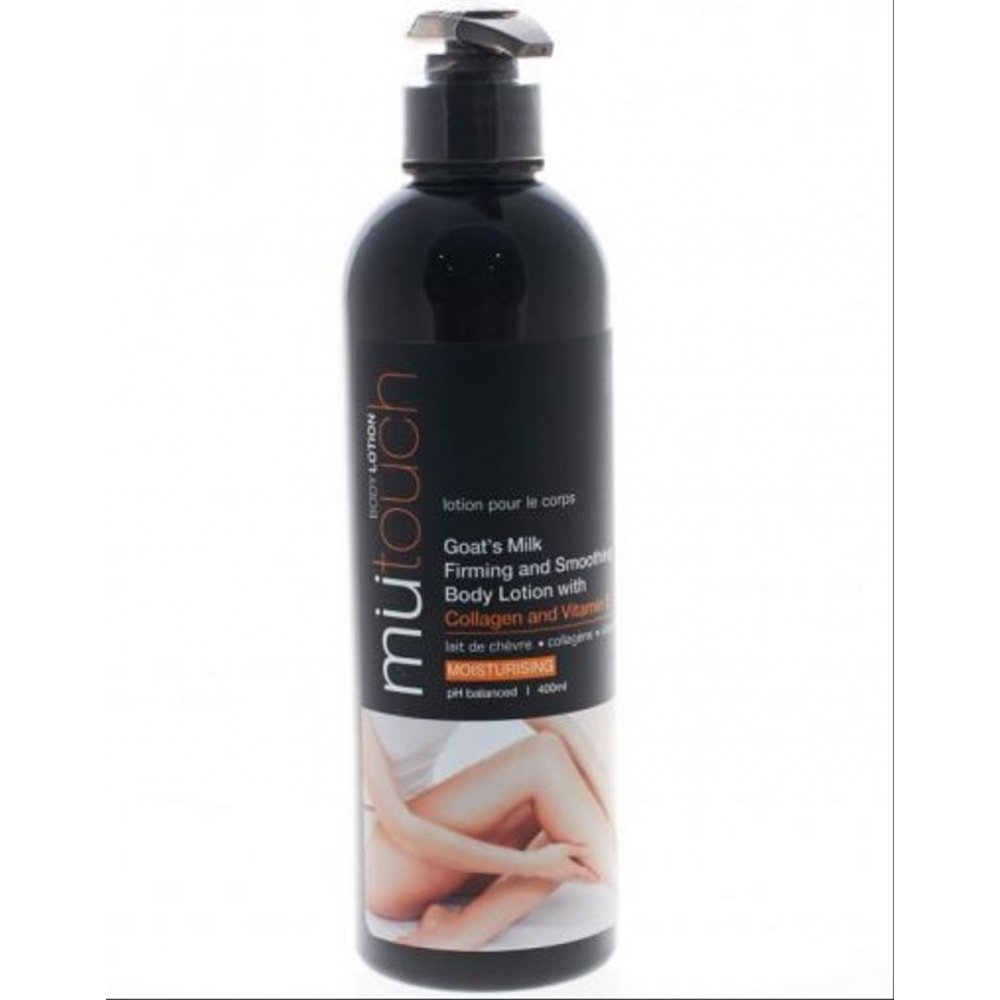 BODY LOTION
mütouch
lotion pour le corps
Goat's Milk
Firming and Smoothing
Body Lotion with
Collagen and Vitamin
lait de chèvre • collagène •
MOISTURISING
pH balanced | 400ml